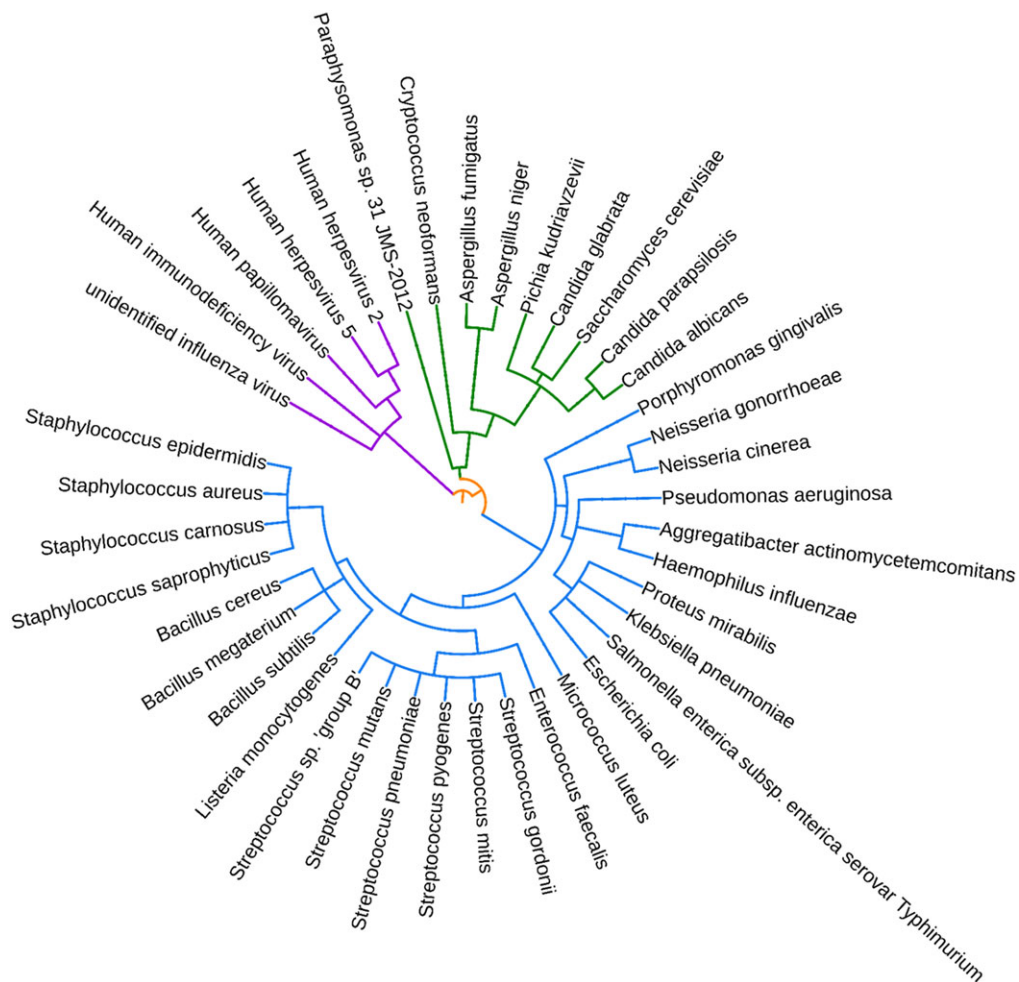 Paraphysomonas sp. 31 JMS-2012
Cryptococcus neoformans
Aspergillus fumigatus
Aspergillus niger
Pichia kudriavzevii
Candida glabrata
Saccharomyces cerevisiae
Candida parapsilosis
Candida albicans
Porphyromonas gingivalis
Neisseria gonorrhoeae
Neisseria cinerea
Pseudomonas aeruginosa
Aggregatibacter actinomycetemcomitans
Haemophilus influenzae
Proteus mirabilis
Klebsiella pneumoniae
Salmonella enterica subsp. enterica serovar Typhimurium
Escherichia coli
Micrococcus luteus
Enterococcus faecalis
Streptococcus gordonii
Streptococcus mitis
Streptococcus pyogenes
Streptococcus pneumoniae
Streptococcus mutans
Streptococcus sp. 'group B'
Listeria monocytogenes
Bacillus subtilis
Bacillus megaterium
Bacillus cereus
Staphylococcus saprophyticus
Staphylococcus carnosus
Staphylococcus aureus
Staphylococcus epidermidis
unidentified influenza virus
Human immunodeficiency virus
Human papillomavirus
Human herpesvirus 5
Human herpesvirus 2